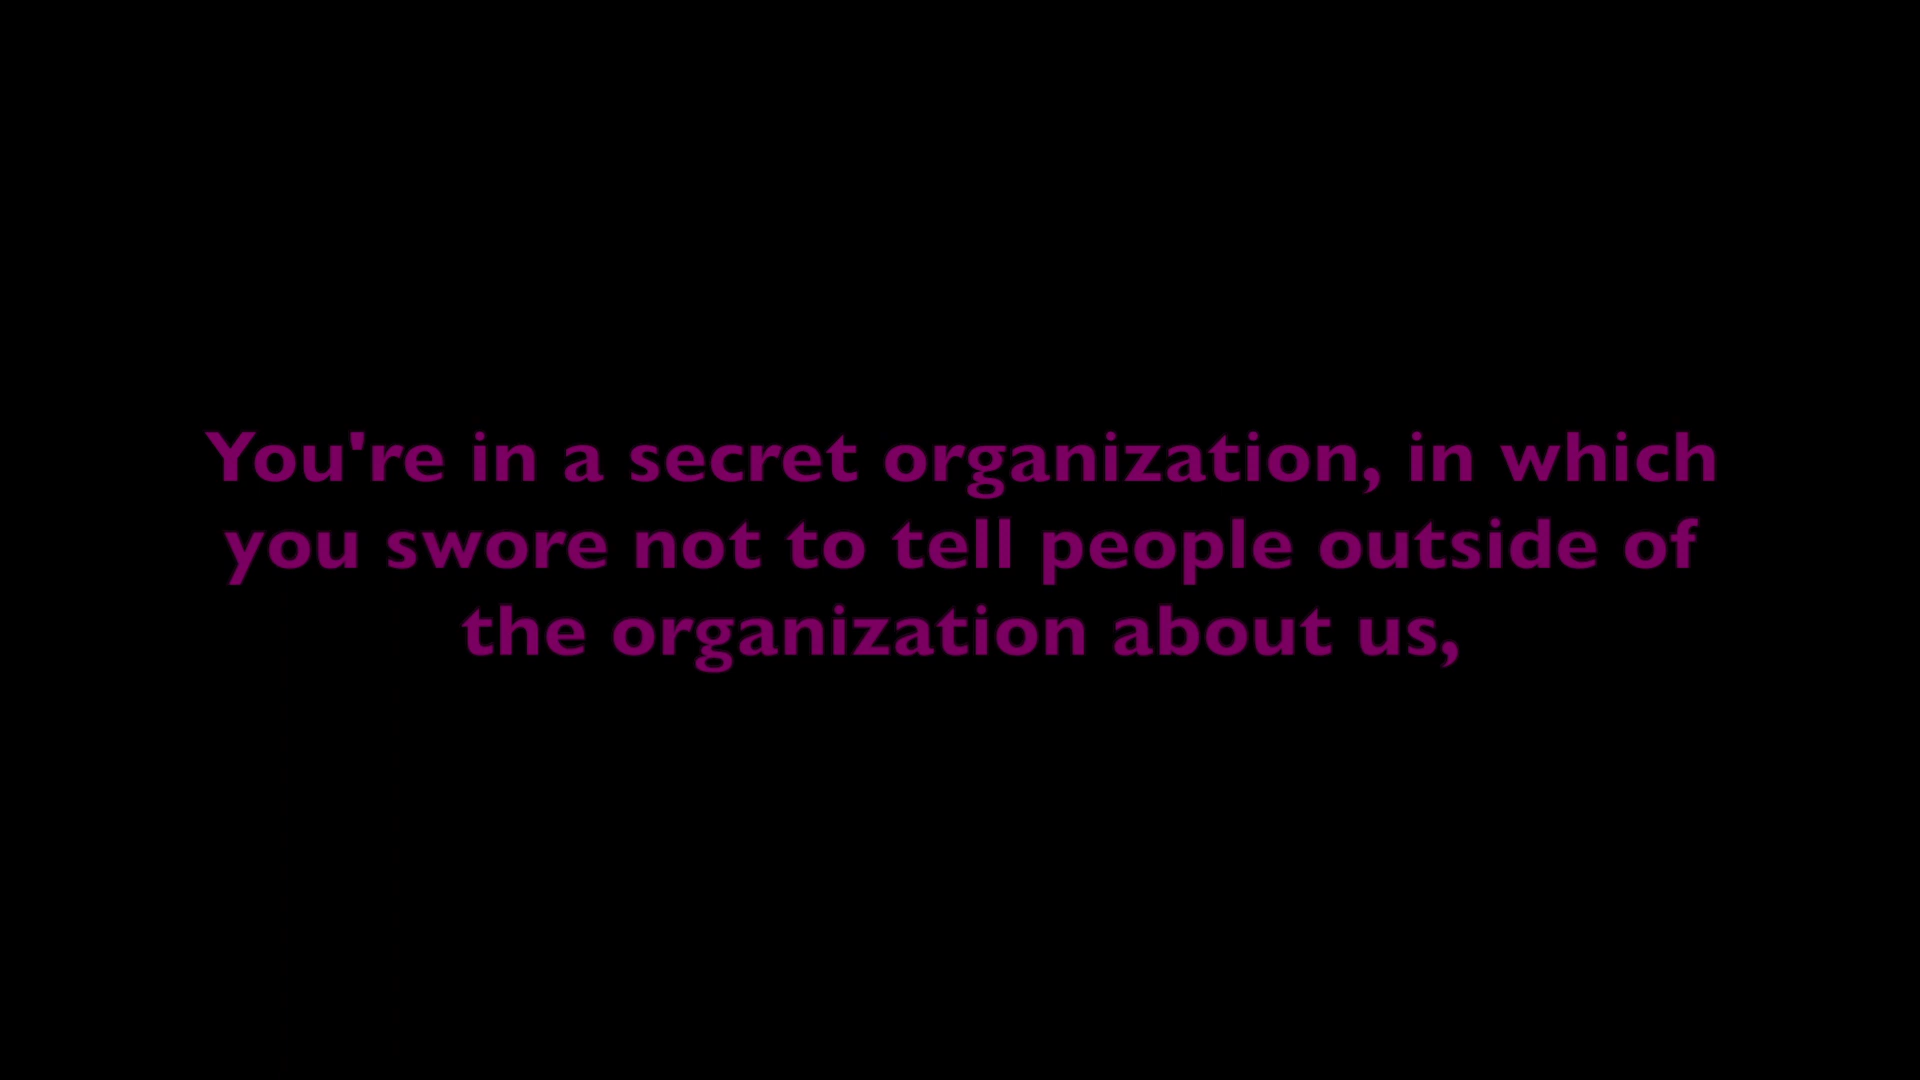 You're in a secret organization, in which
you swore not to tell people outside of
the organization about us,